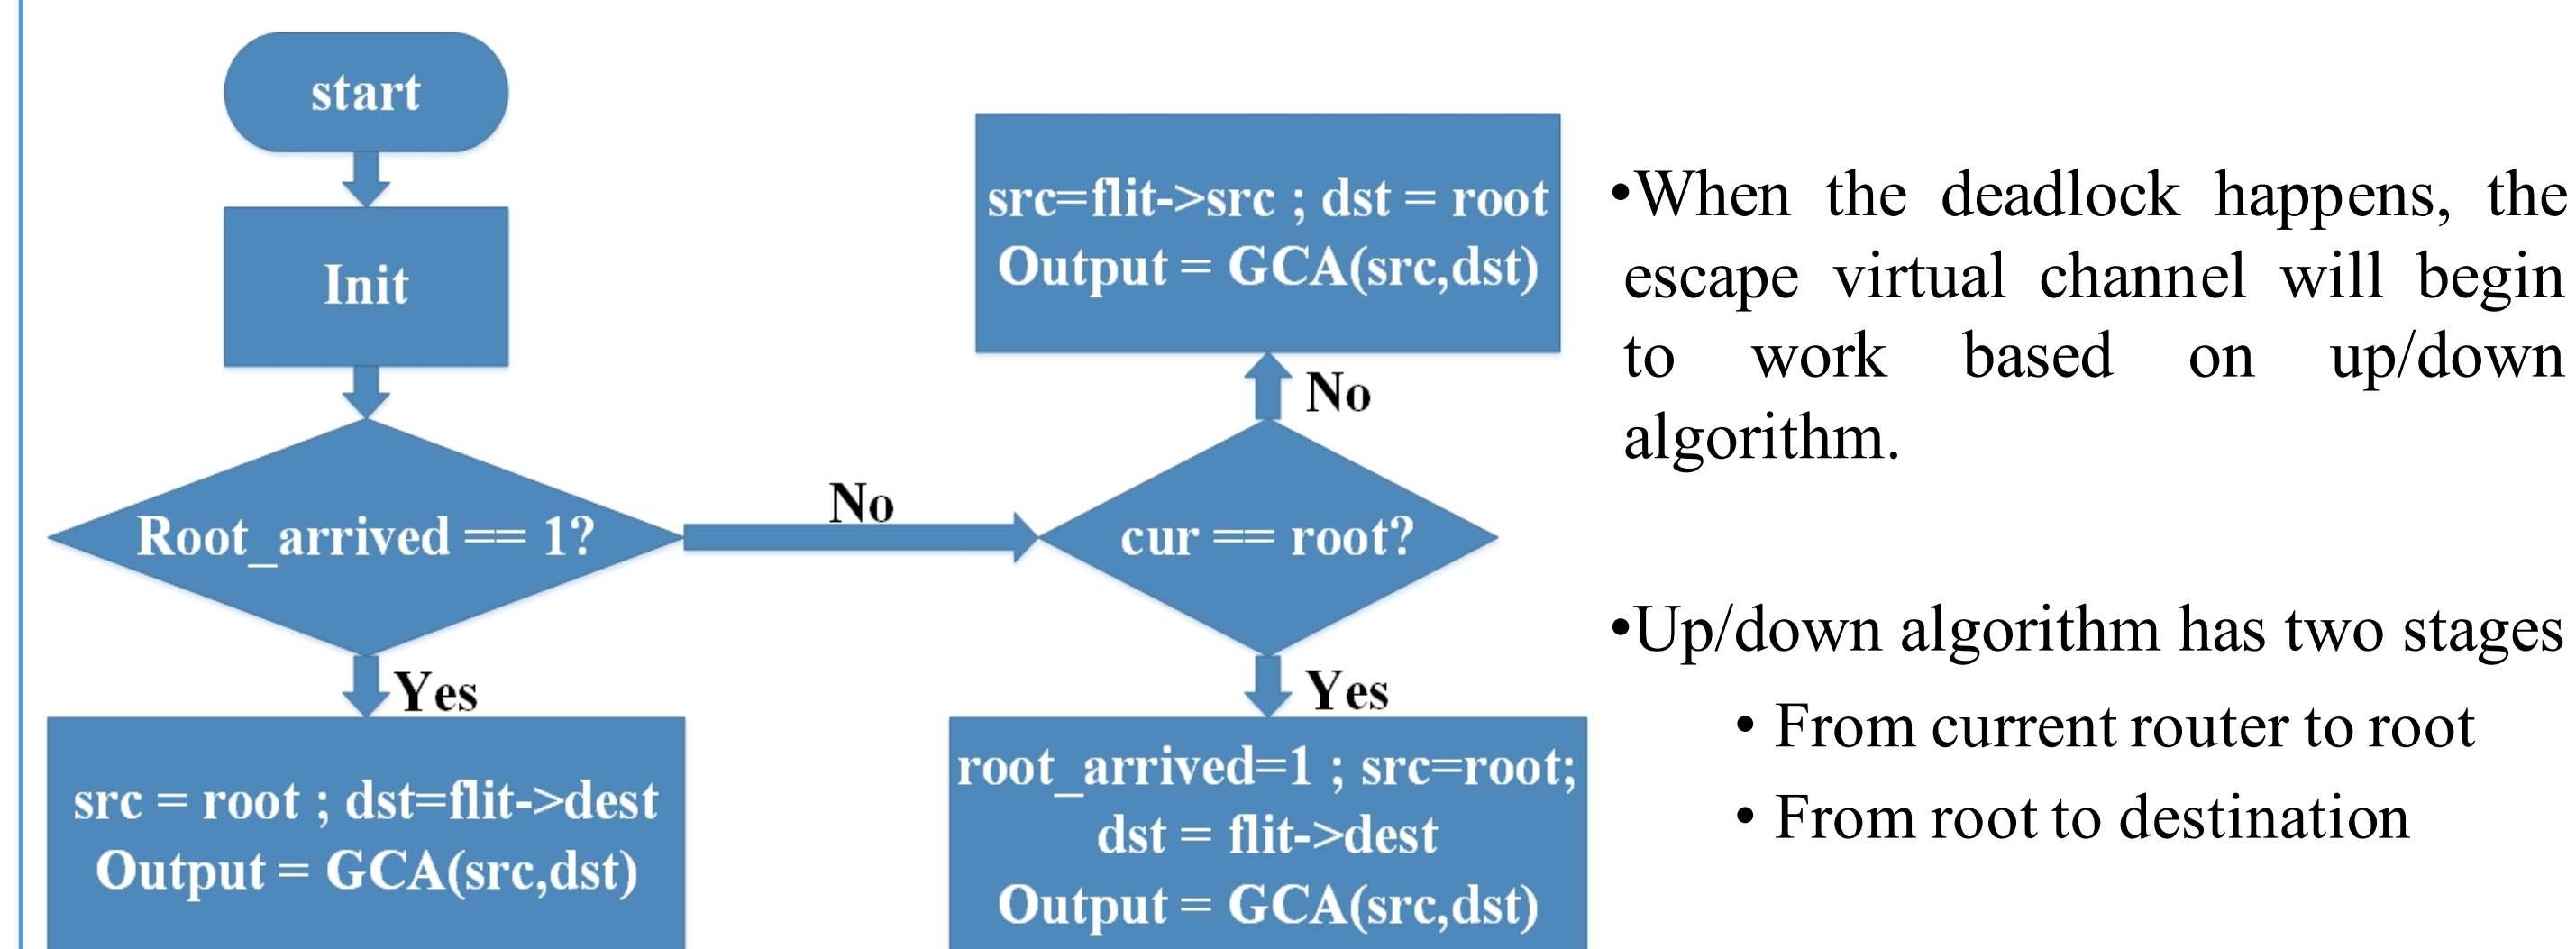 start
Init
Root_arrived == 1?
Yes
src = root ; dst=flit->dest
Output = GCA(src,dst)
No
cur == root?
No
src=flit->src ; dst = root
Output = GCA(src,dst)
Yes
root_arrived=1 ; src=root;
dst = flit->dest
Output = GCA(src,dst)
•When the deadlock happens, the
escape virtual channel will begin
to work based on up/down
algorithm.
•Up/down algorithm has two stages
• From current router to root
• From root to destination